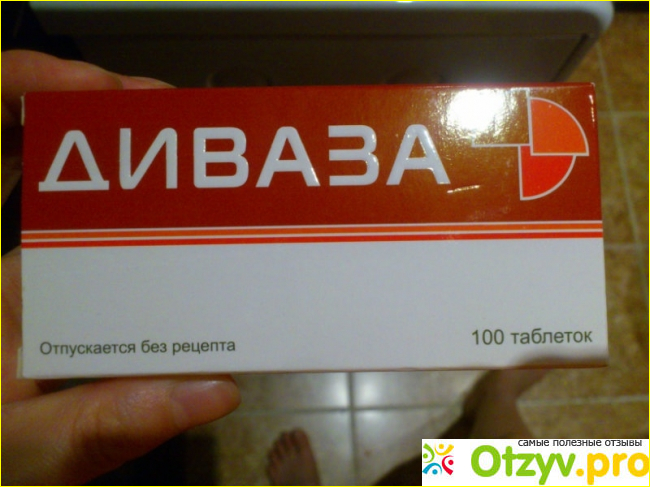 ДИВАЗА
Отпускается без рецепта
100 таблеток
самые полезные отзывы
Otzyv.pro